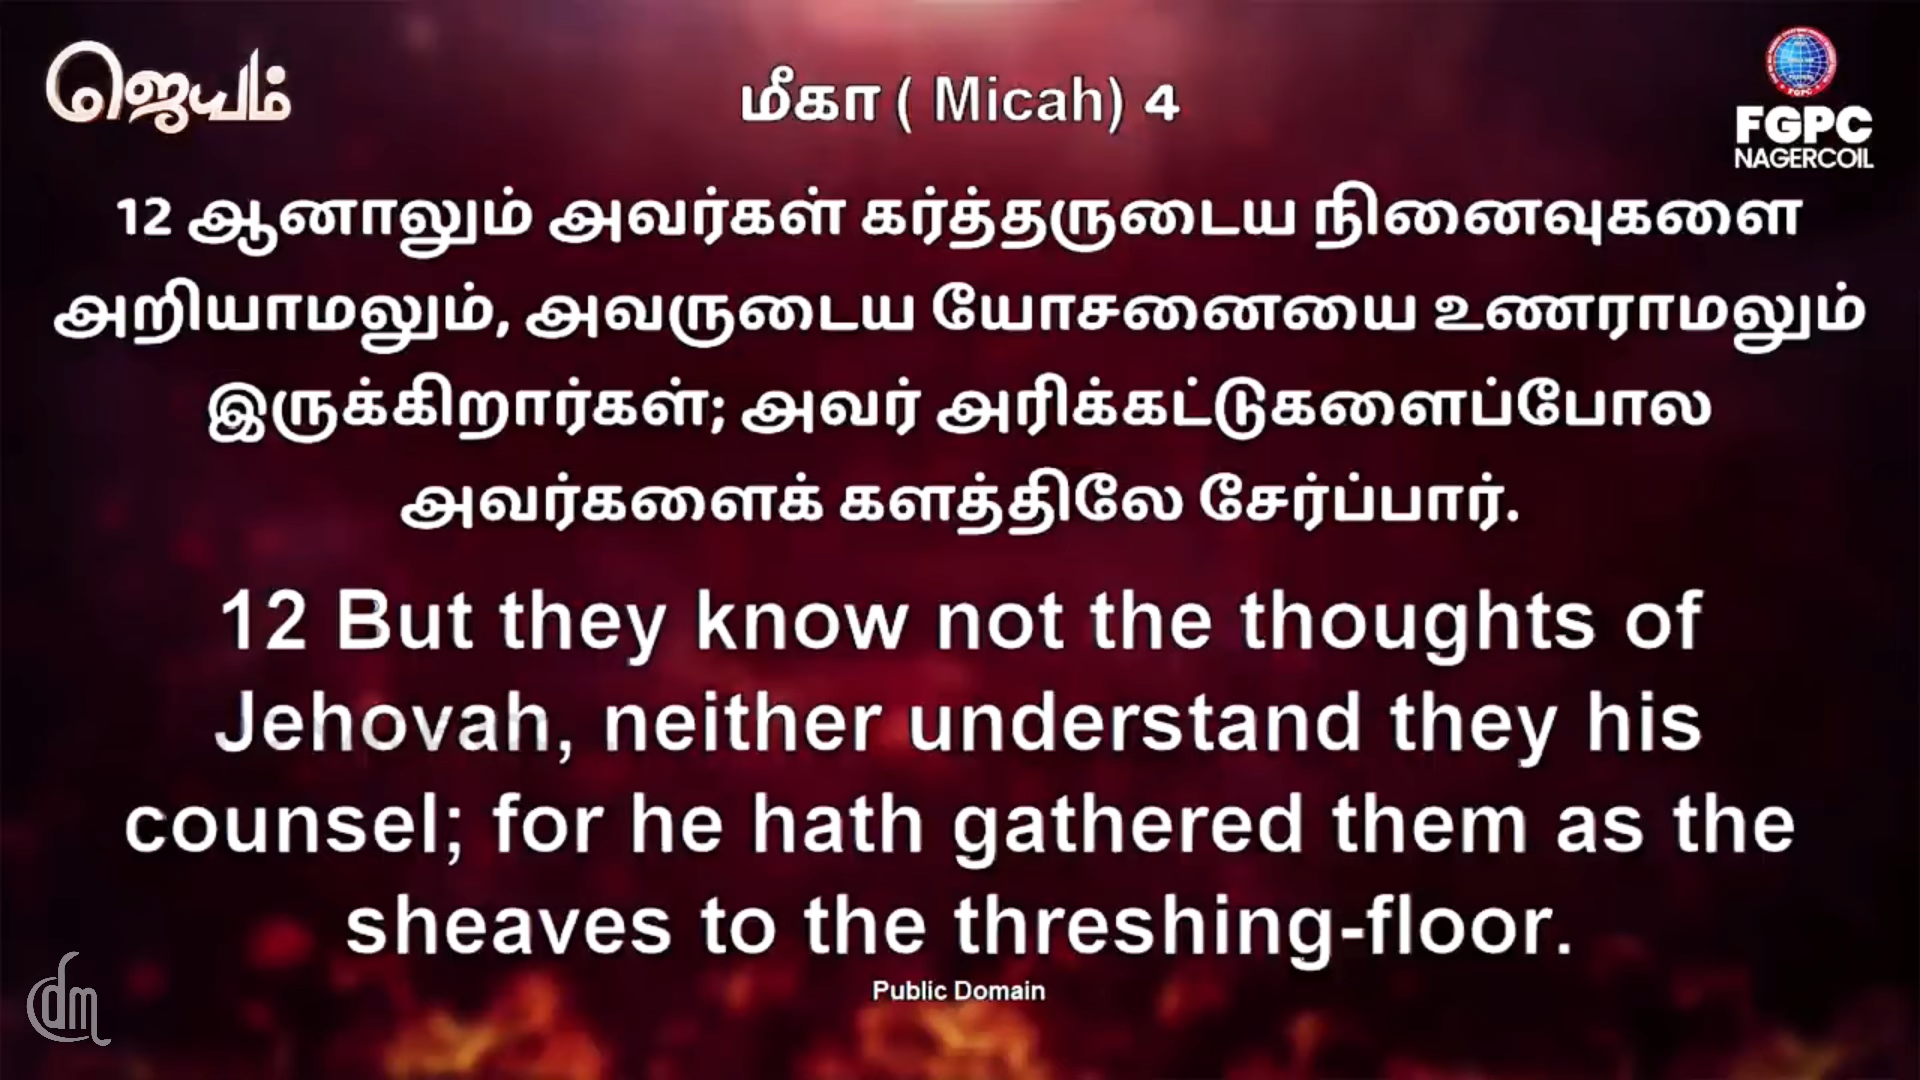 ஜெயம்
மீகா ( Micah) 4
FGPC
NAGERCOIL
12 ஆனாலும் அவர்கள் கர்த்தருடைய நினைவுகளை
அறியாமலும், அவருடைய யோசனையை உணராமலும்
இருக்கிறார்கள்; அவர் அரிக்கட்டுகளைப்போல
அவர்களைக் களத்திலே சேர்ப்பார்.
12 But they know not the thoughts of
Jehovah, neither understand they his
counsel; for he hath gathered them as the
sheaves to the threshing-floor.
Public Domain
dm